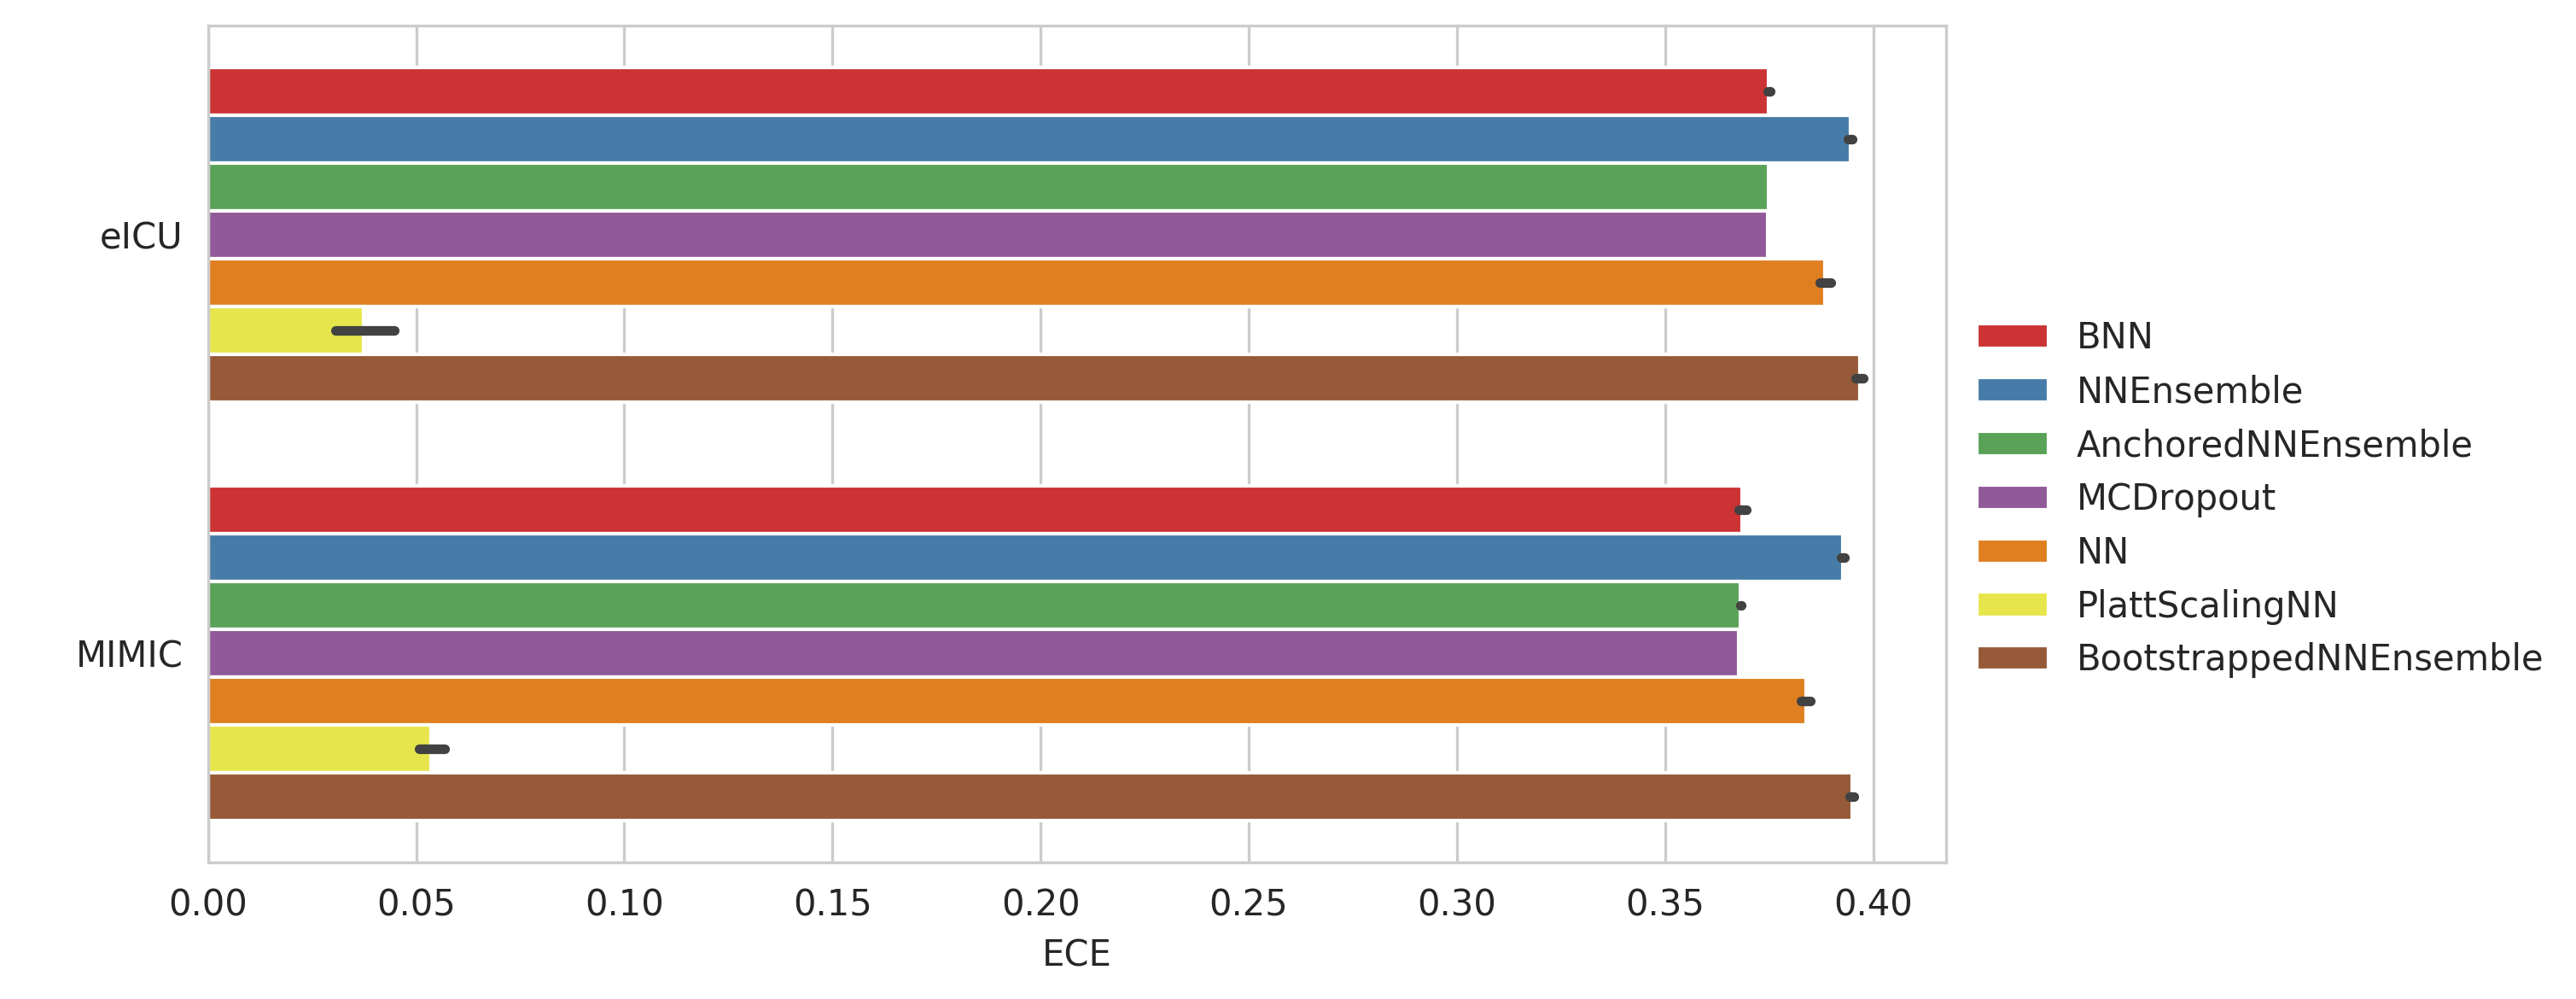 eICU
MIMIC
0.00 0.05 0.10 0.15 0.20 0.25 0.30 0.35 0.40
ECE
BNN
NNEnsemble
AnchoredNNEnsemble
MCDropout
NN
PlattScalingNN
BootstrappedNNEnsemble